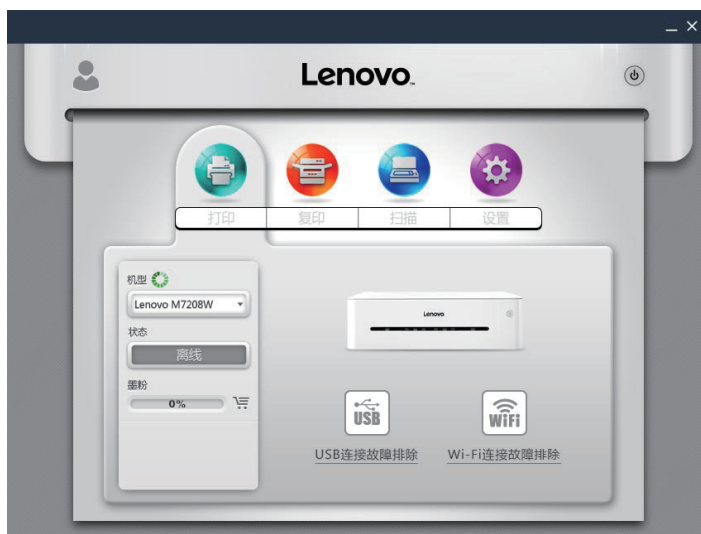 Lenovo
打印 复印 扫描 设置
机型
Lenovo M7208W
状态
离线
墨粉
0%
Lenovo
USB
WiFi
USB连接故障排除
Wi-Fi连接故障排除